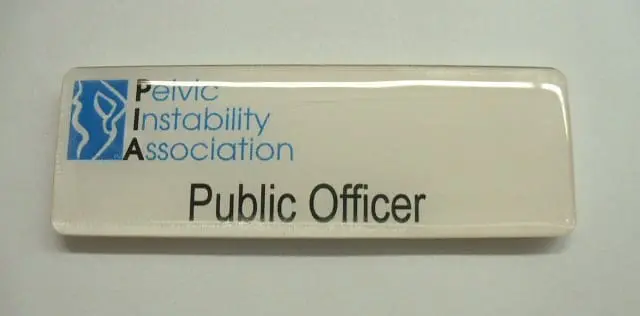 Pelvic
Instability
Association
Public Officer